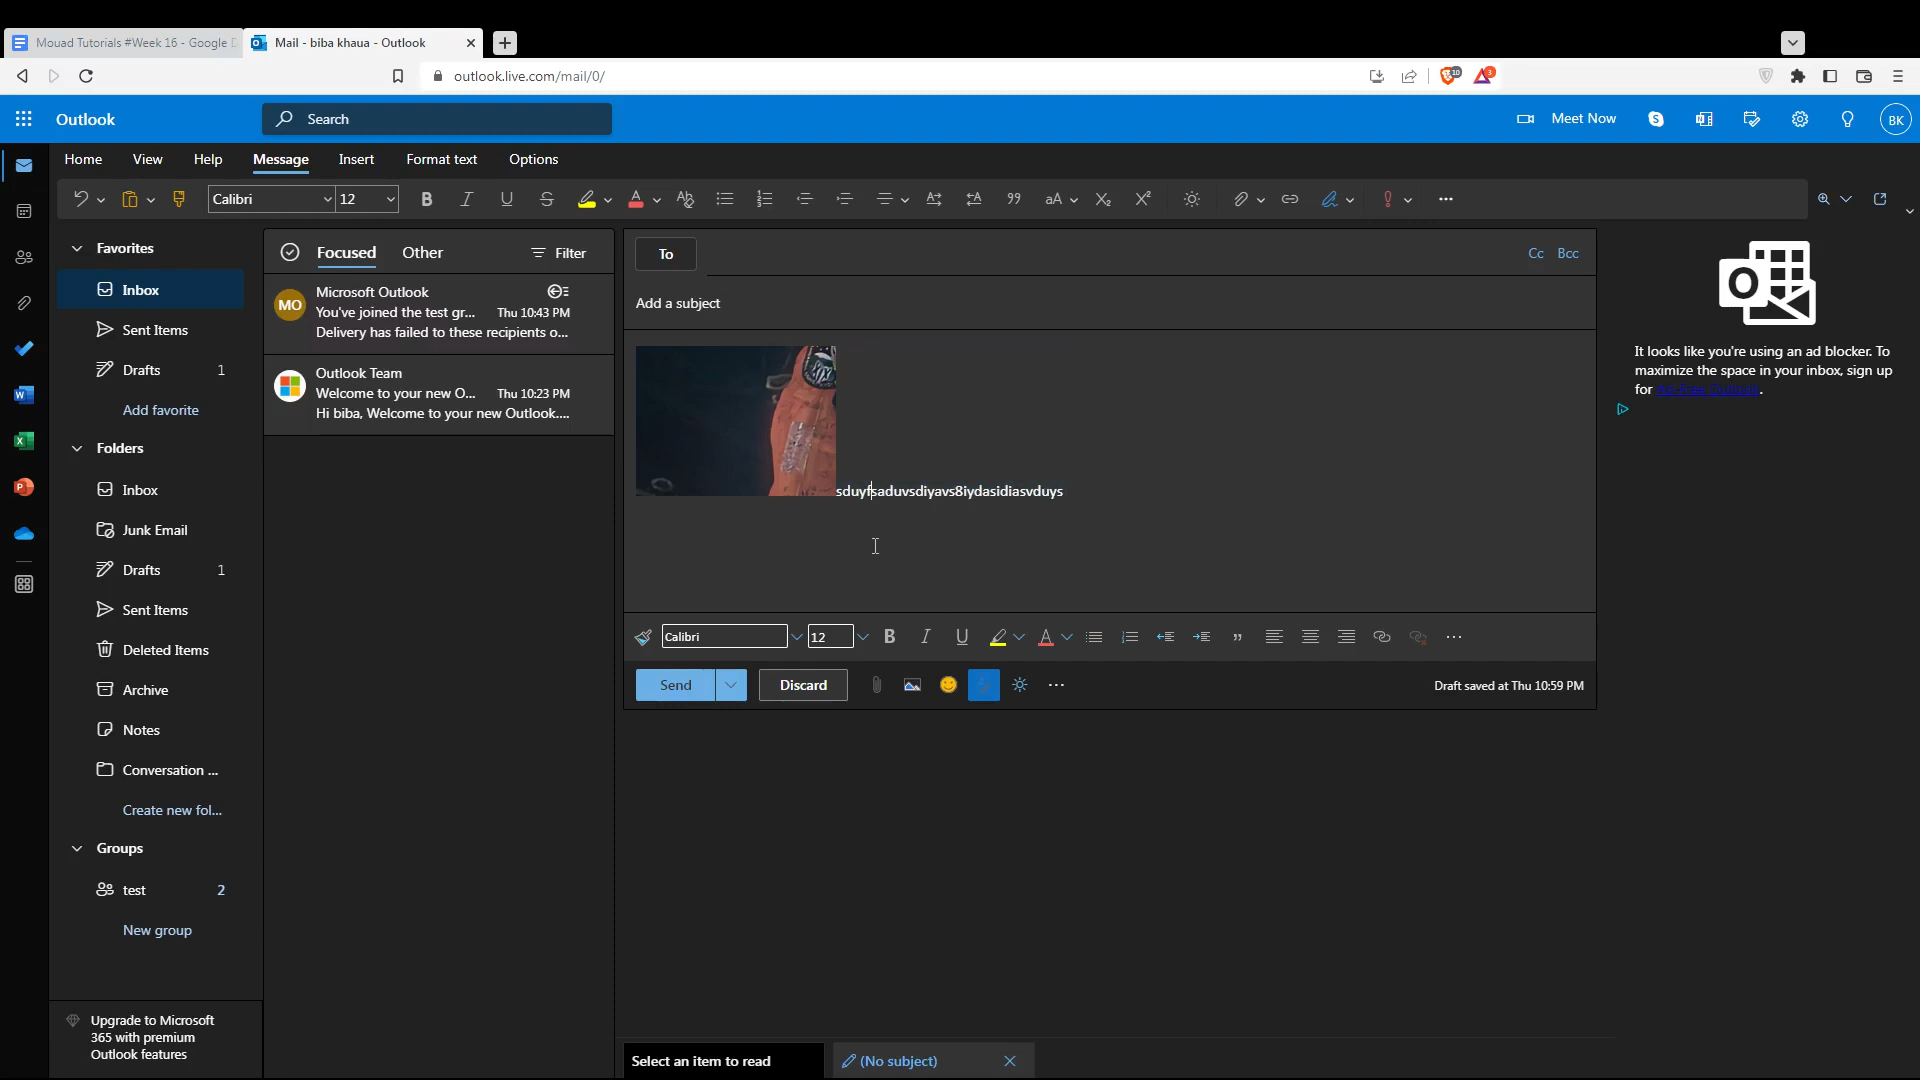 Mouad Tutorials #Week 16 - Google D
Mail - biba khaua - Outlook
outlook.live.com/mail/0/
10
3
Outlook
Search
Meet Now
BK
Home
View
Help
Message
Insert
Format text
Options
Calibri
12
Favorites
Inbox
Sent Items
Drafts 1
Add favorite
Folders
Inbox
Junk Email
Drafts 1
Sent Items
Deleted Items
Archive
Notes
Conversation ...
Create new fol...
Groups
test 2
New group
Upgrade to Microsoft
365 with premium
Outlook features
Focused
Other
Filter
MO
Microsoft Outlook
You've joined the test gr... Thu 10:43 PM
Delivery has failed to these recipients o...
Outlook Team
Welcome to your new O... Thu 10:23 PM
Hi biba, Welcome to your new Outlook....
To
Cc Bcc
Add a subject
sduyfsaduvsdiyavs8iydasidiasvduys
Calibri
12
Send
Discard
Draft saved at Thu 10:59 PM
Select an item to read
(No subject)
It looks like you're using an ad blocker. To
maximize the space in your inbox, sign up
for Ad-Free Outlook.